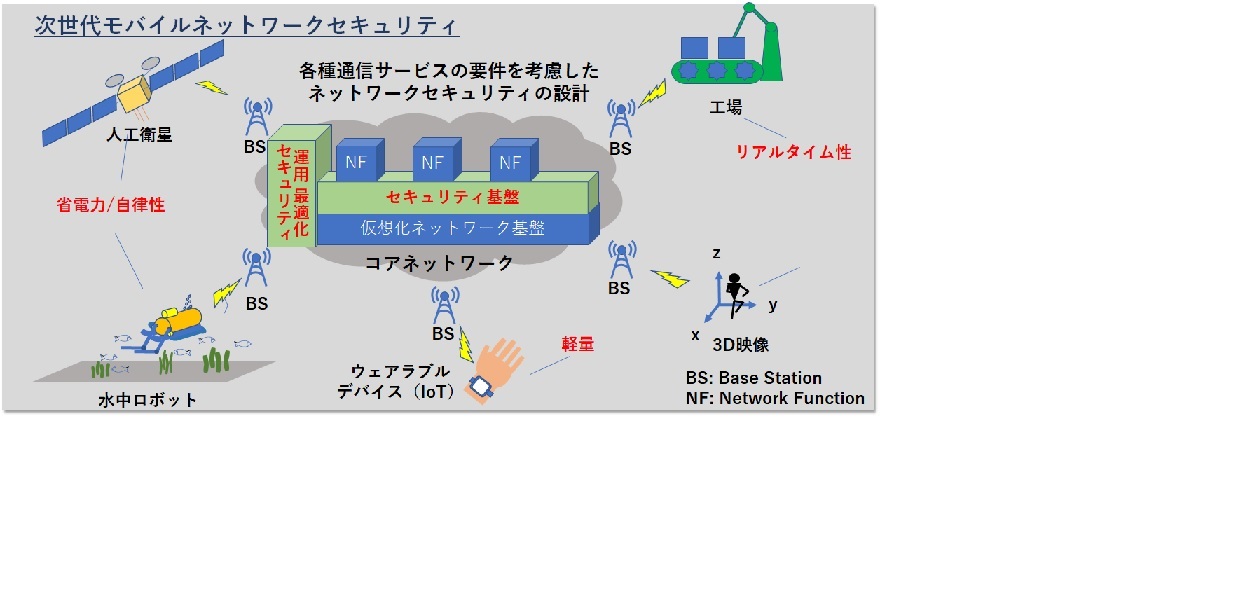 次世代モバイルネットワークセキュリティ
各種通信サービスの要件を考慮した
ネットワークセキュリティの設計
人工衛星
BS
BS
工場
リアルタイム性
省電力/自律性
セキュリティ
運用最適化
NF
NF
NF
セキュリティ基盤
仮想化ネットワーク基盤
コアネットワーク
BS
BS
BS
z
y
x
3D映像
水中ロボット
ウェアラブル
デバイス（IoT）
軽量
BS: Base Station
NF: Network Function